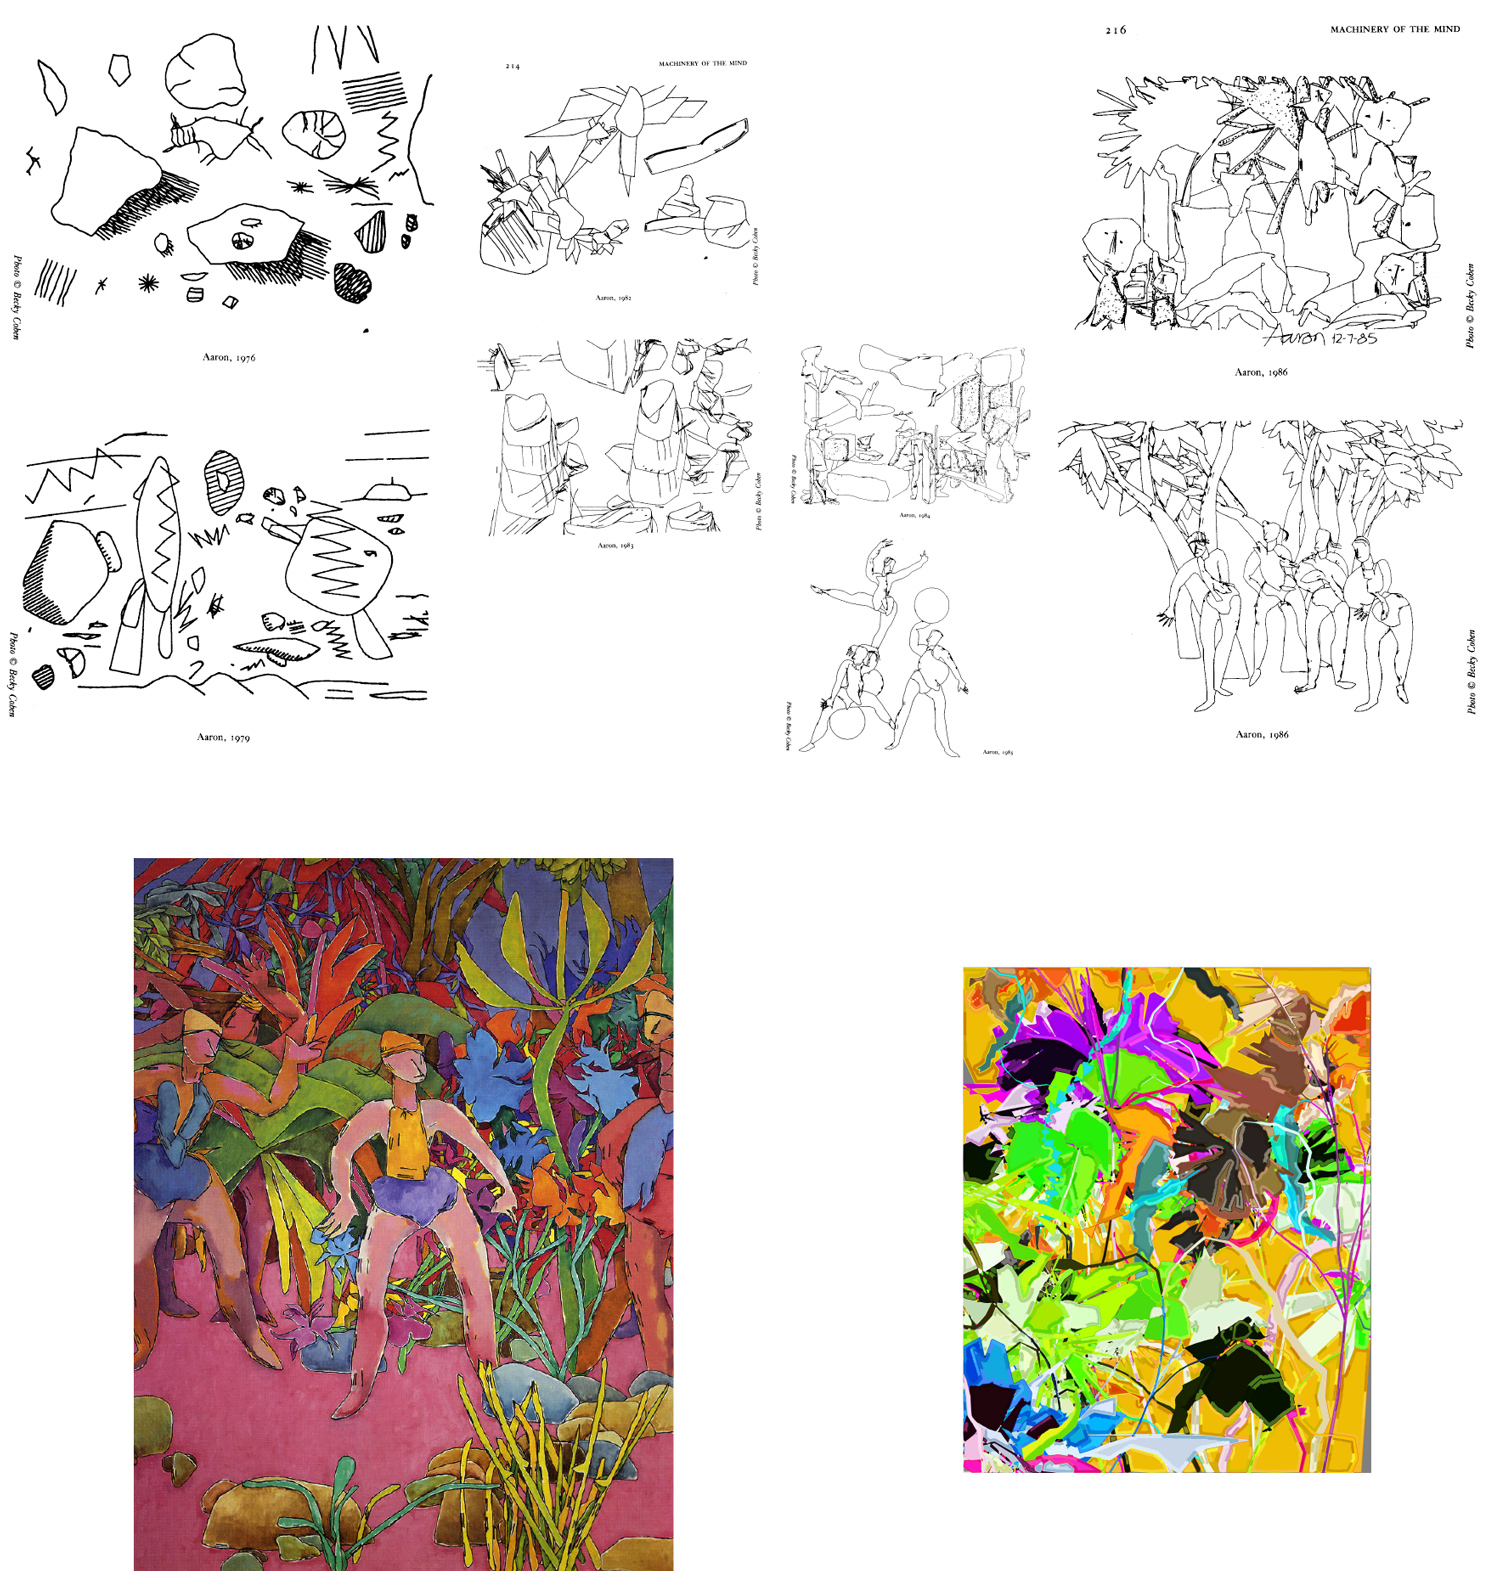 Photo © Becky Cohen
Aaron, 1976
Photo © Becky Cohen
Aaron, 1979
214
MACHINERY OF THE MIND
Photo © Becky Cohen
Aaron, 1982
Photo © Becky Cohen
Aaron, 1983
Photo © Becky Cohen
Aaron, 1984
Photo © Becky Cohen
Aaron, 1985
216
MACHINERY OF THE MIND
Aaron 12-7-85
Photo © Becky Cohen
Aaron, 1986
Photo © Becky Cohen
Aaron, 1986